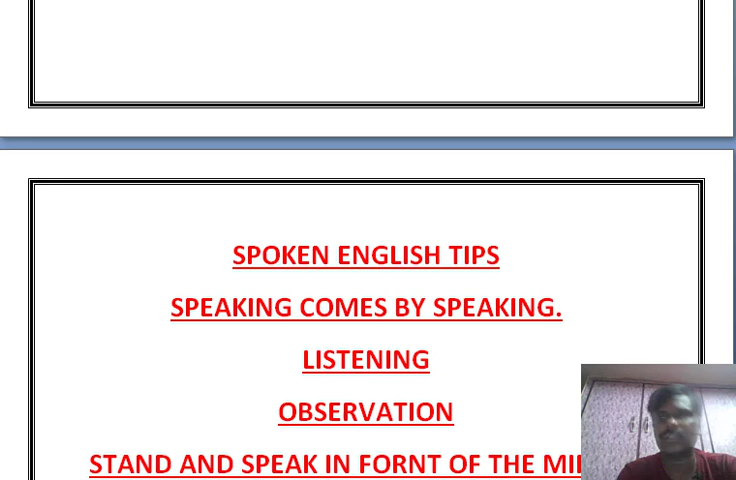 SPOKEN ENGLISH TIPS
SPEAKING COMES BY SPEAKING.
LISTENING
OBSERVATION
STAND AND SPEAK IN FORNT OF THE